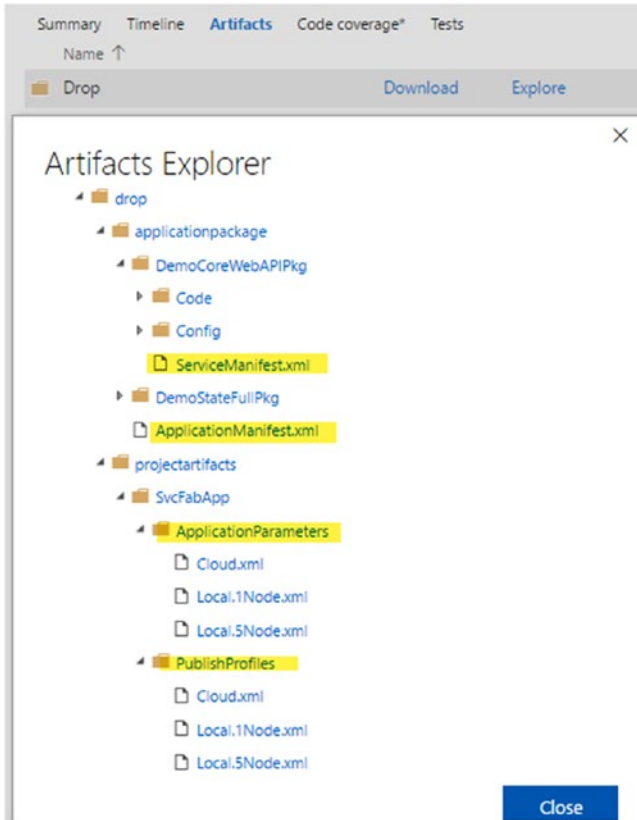 Summary Timeline Artifacts Code coverage* Tests
Name ↑
Drop Download Explore
Artifacts Explorer
drop
applicationpackage
DemoCoreWebAPIPkg
Code
Config
ServiceManifest.xml
DemoStateFullPkg
ApplicationManifest.xml
projectartifacts
SvcFabApp
ApplicationParameters
Cloud.xml
Local.1Node.xml
Local.5Node.xml
PublishProfiles
Cloud.xml
Local.1Node.xml
Local.5Node.xml
Close